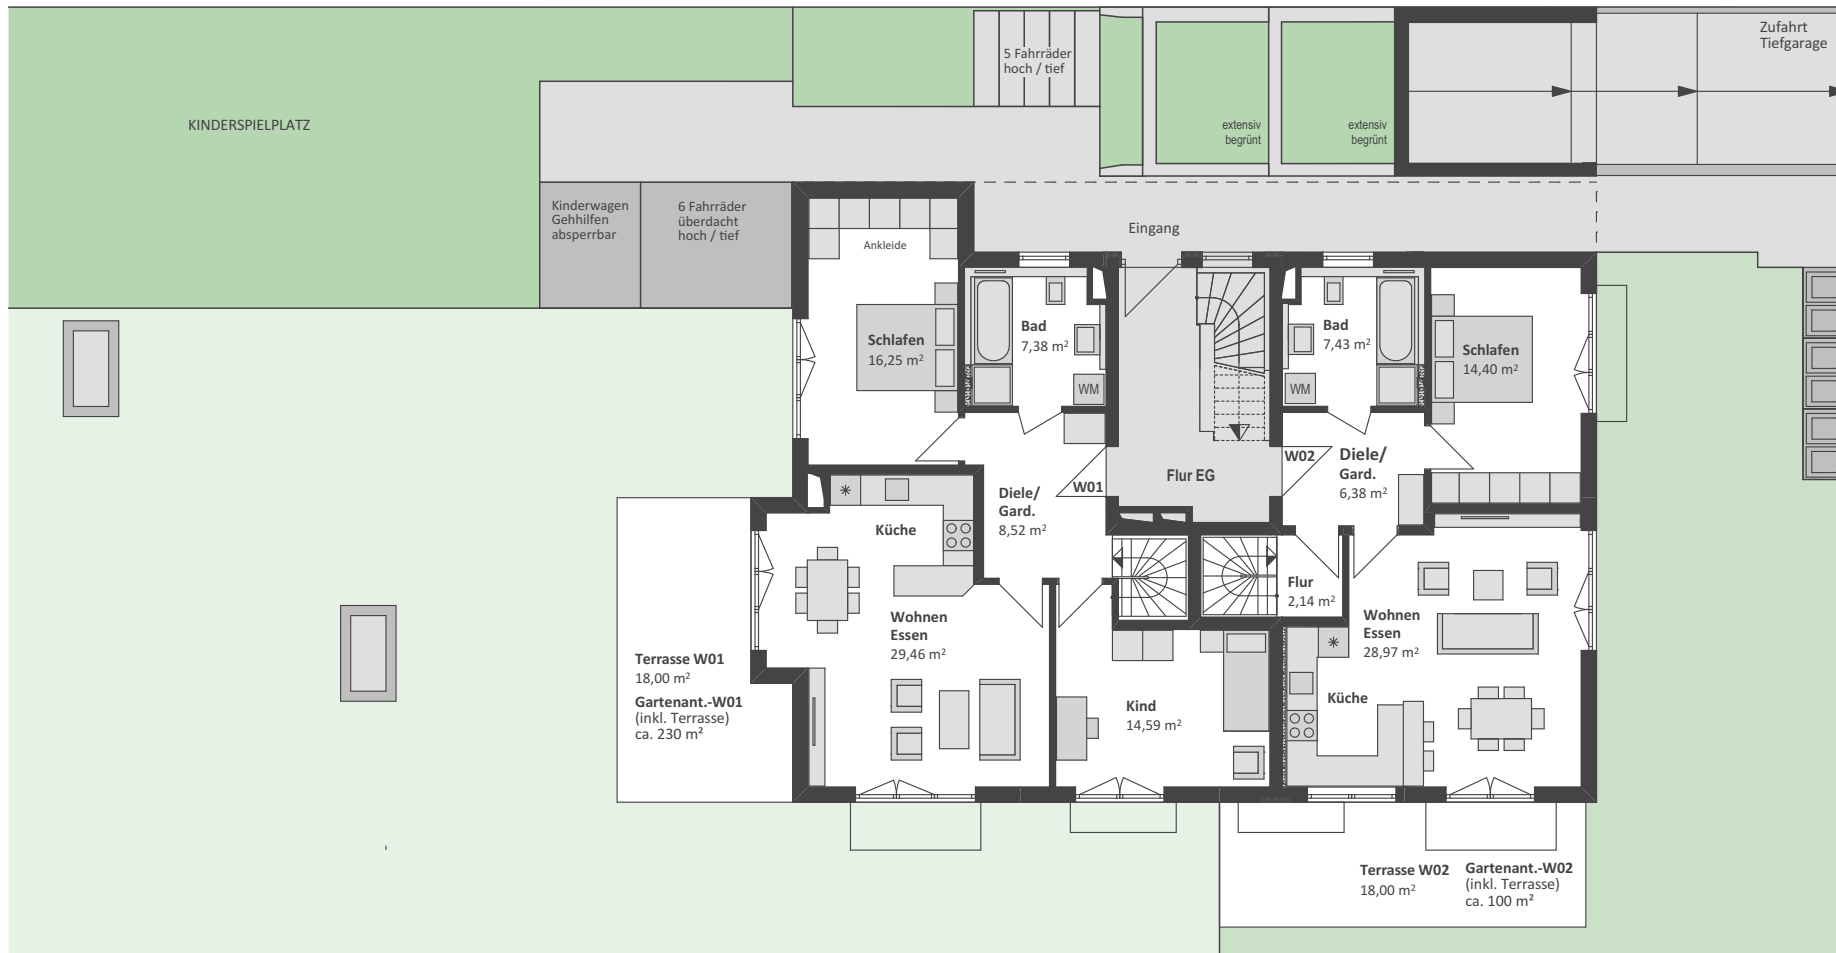 Zufahrt
Tiefgarage
5 Fahrräder
hoch / tief
KINDERSPIELPLATZ
extensiv
begrünt
extensiv
begrünt
Kinderwagen
Gehhilfen
absperrbar
6 Fahrräder
überdacht
hoch / tief
Eingang
Ankleide
Schlafen
16,25 m²
Bad
7,38 m²
WM
Bad
7,43 m²
WM
Schlafen
14,40 m²
W02
Diele/
Gard.
6,38 m²
Flur EG
W01
Diele/
Gard.
8,52 m²
Küche
Flur
2,14 m²
Wohnen
Essen
29,46 m²
Wohnen
Essen
28,97 m²
Terrasse W01
18,00 m²
Gartenant.-W01
(inkl. Terrasse)
ca. 230 m²
Kind
14,59 m²
Küche
Terrasse W02
18,00 m²
Gartenant.-W02
(inkl. Terrasse)
ca. 100 m²